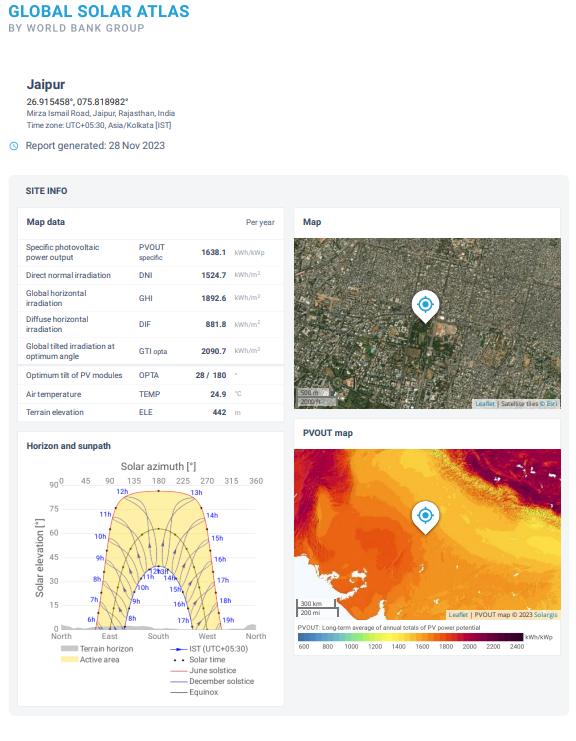 GLOBAL SOLAR ATLAS
BY WORLD BANK GROUP
Jaipur
26.915458°, 075.818982°
Mirza Ismail Road, Jaipur, Rajasthan, India
Time zone: UTC+05:30, Asia/Kolkata [IST]
Report generated: 28 Nov 2023
SITE INFO
Map data Per year
Specific photovoltaic power output PVOUT specific 1638.1 kWh/kWp
Direct normal irradiation DNI 1524.7 kWh/m²
Global horizontal irradiation GHI 1892.6 kWh/m²
Diffuse horizontal irradiation DIF 881.8 kWh/m²
Global tilted irradiation at optimum angle GTI opta 2090.7 kWh/m²
Optimum tilt of PV modules OPTA 28 / 180 °
Air temperature TEMP 24.9 °C
Terrain elevation ELE 442 m
Map
500 m
2000 ft
Leaflet | Satellite tiles © Esri
Horizon and sunpath
Solar azimuth [°]
0 45 90 135 180 225 270 315 360
Solar elevation [°]
90
75
60
45
30
15
0
12h 13h
11h 14h
10h 15h
9h 16h
8h 17h
7h 18h
6h 19h
11h 12h 13h 14h
10h 15h
9h 16h
8h 17h
North East South West North
Terrain horizon
Active area
IST (UTC+05:30)
Solar time
June solstice
December solstice
Equinox
PVOUT map
300 km
200 mi
Leaflet | PVOUT map © 2023 Solargis
PVOUT: Long-term average of annual totals of PV power potential
kWh/kWp
600 800 1000 1200 1400 1600 1800 2000 2200 2400